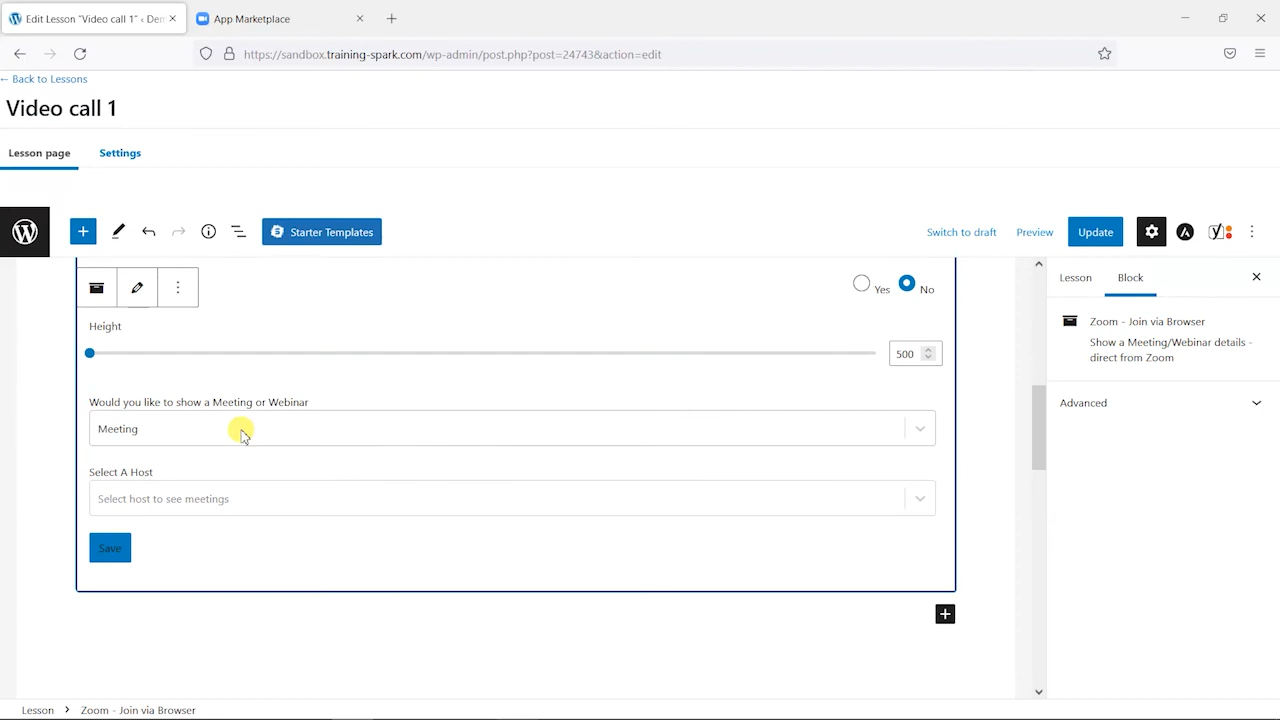 Edit Lesson "Video call 1" ‹ Dem
App Marketplace
https://sandbox.training-spark.com/wp-admin/post.php?post=24743&action=edit
← Back to Lessons
Video call 1
Lesson page
Settings
Starter Templates
Switch to draft
Preview
Update
Lesson
Block
Yes
No
Zoom - Join via Browser
Show a Meeting/Webinar details -
direct from Zoom
Height
500
Advanced
Would you like to show a Meeting or Webinar
Meeting
Select A Host
Select host to see meetings
Save
Lesson > Zoom - Join via Browser